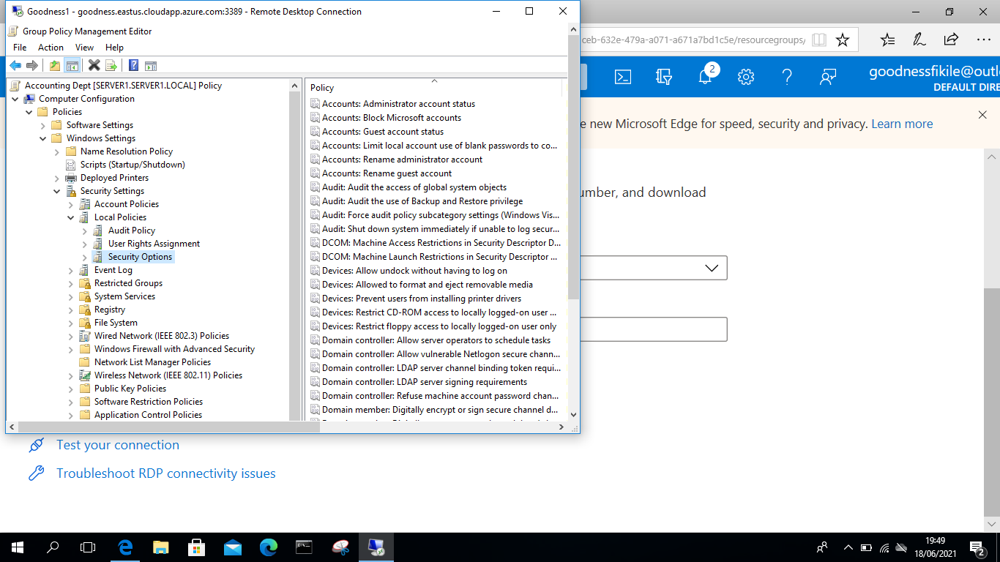 Goodness1 - goodness.eastus.cloudapp.azure.com:3389 - Remote Desktop Connection
Group Policy Management Editor
File Action View Help
Accounting Dept [SERVER1.SERVER1.LOCAL] Policy
Computer Configuration
Policies
Software Settings
Windows Settings
Name Resolution Policy
Scripts (Startup/Shutdown)
Deployed Printers
Security Settings
Account Policies
Local Policies
Audit Policy
User Rights Assignment
Security Options
Event Log
Restricted Groups
System Services
Registry
File System
Wired Network (IEEE 802.3) Policies
Windows Firewall with Advanced Security
Network List Manager Policies
Wireless Network (IEEE 802.11) Policies
Public Key Policies
Software Restriction Policies
Application Control Policies
Policy
Accounts: Administrator account status
Accounts: Block Microsoft accounts
Accounts: Guest account status
Accounts: Limit local account use of blank passwords to co...
Accounts: Rename administrator account
Accounts: Rename guest account
Audit: Audit the access of global system objects
Audit: Audit the use of Backup and Restore privilege
Audit: Force audit policy subcategory settings (Windows Vis...
Audit: Shut down system immediately if unable to log secur...
DCOM: Machine Access Restrictions in Security Descriptor D...
DCOM: Machine Launch Restrictions in Security Descriptor ...
Devices: Allow undock without having to log on
Devices: Allowed to format and eject removable media
Devices: Prevent users from installing printer drivers
Devices: Restrict CD-ROM access to locally logged-on user ...
Devices: Restrict floppy access to locally logged-on user only
Domain controller: Allow server operators to schedule tasks
Domain controller: Allow vulnerable Netlogon secure chann...
Domain controller: LDAP server channel binding token requi...
Domain controller: LDAP server signing requirements
Domain controller: Refuse machine account password chan...
Domain member: Digitally encrypt or sign secure channel d...
ceb-632e-479a-a071-a671a7bd1c5e/resourcegroups/
2
goodnessfikile@outl
DEFAULT DIRE
e new Microsoft Edge for speed, security and privacy. Learn more
umber, and download
Test your connection
Troubleshoot RDP connectivity issues
19:49
18/06/2021
2